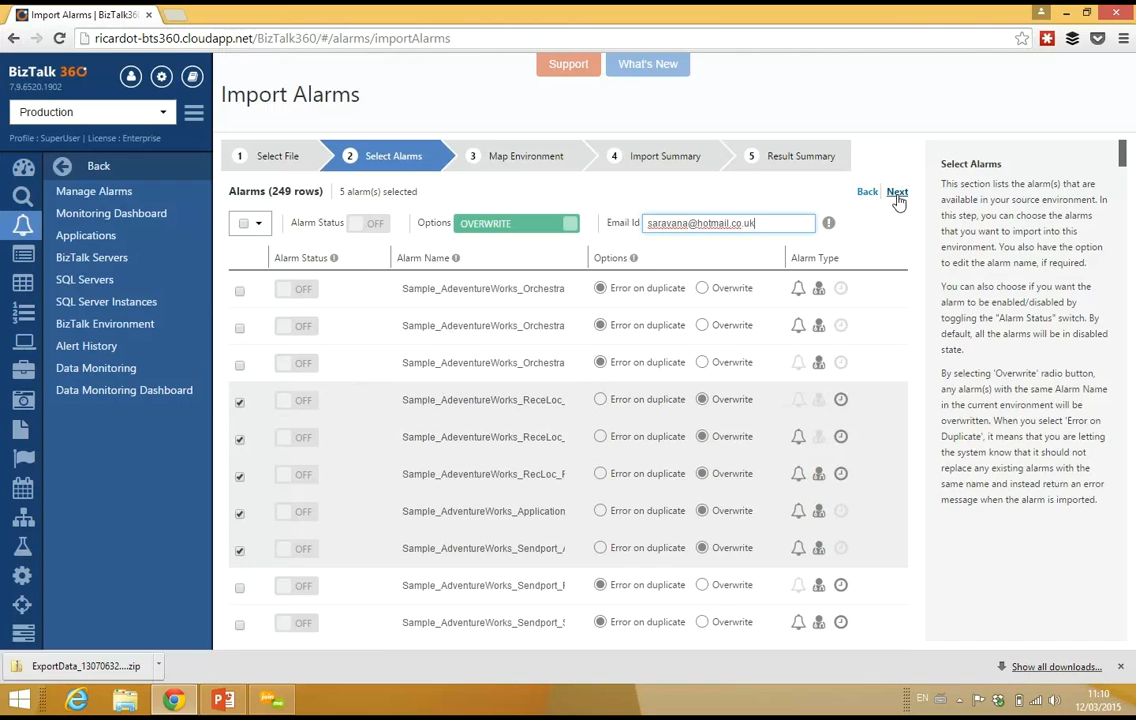 Import Alarms | BizTalk36
ricardot-bts360.cloudapp.net/BizTalk360/#/alarms/importAlarms
BizTalk 360
7.9.6520.1902
Production
Profile : SuperUser | License : Enterprise
Back
Manage Alarms
Monitoring Dashboard
Applications
BizTalk Servers
SQL Servers
SQL Server Instances
BizTalk Environment
Alert History
Data Monitoring
Data Monitoring Dashboard
Support
What's New
Import Alarms
1 Select File
2 Select Alarms
3 Map Environment
4 Import Summary
5 Result Summary
Alarms (249 rows) 5 alarm(s) selected
Back Next
Alarm Status OFF Options OVERWRITE Email Id saravana@hotmail.co.uk
Alarm Status Alarm Name Options Alarm Type
OFF Sample_AdeventureWorks_Orchestra Error on duplicate Overwrite
OFF Sample_AdeventureWorks_Orchestra Error on duplicate Overwrite
OFF Sample_AdeventureWorks_Orchestra Error on duplicate Overwrite
OFF Sample_AdeventureWorks_ReceLoc_ Error on duplicate Overwrite
OFF Sample_AdventureWorks_ReceLoc_ Error on duplicate Overwrite
OFF Sample_AdventureWorks_RecLoc_F Error on duplicate Overwrite
OFF Sample_AdventureWorks_Application Error on duplicate Overwrite
OFF Sample_AdventureWorks_Sendport_A Error on duplicate Overwrite
OFF Sample_AdventureWorks_Sendport_F Error on duplicate Overwrite
OFF Sample_AdventureWorks_Sendport_S Error on duplicate Overwrite
Select Alarms
This section lists the alarm(s) that are
available in your source environment. In
this step, you can choose the alarms
that you want to import into this
environment. You also have the option
to edit the alarm name, if required.
You can also choose if you want the
alarm to be enabled/disabled by
toggling the "Alarm Status" switch. By
default, all the alarms will be in disabled
state.
By selecting 'Overwrite' radio button,
any alarm(s) with the same Alarm Name
in the current environment will be
overwritten. When you select 'Error on
Duplicate', it means that you are letting
the system know that it should not
replace any existing alarms with the
same name and instead return an error
message when the alarm is imported.
ExportData_13070632....zip
Show all downloads...
EN
11:10
12/03/2015